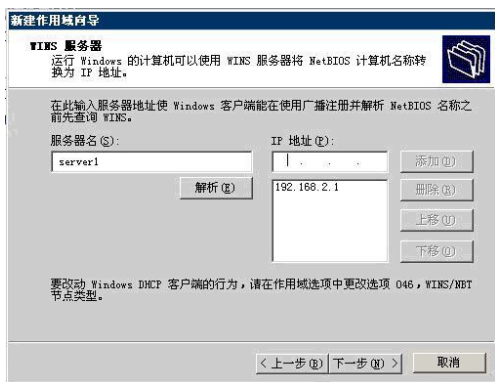 新建作用域向导
WINS 服务器
运行 Windows 的计算机可以使用 WINS 服务器将 NetBIOS 计算机名称转
换为 IP 地址。
在此输入服务器地址使 Windows 客户端能在使用广播注册并解析 NetBIOS 名称之
前先查询 WINS。
服务器名(S): IP 地址(P):
server1 . . . 添加(D)
解析(E) 192.168.2.1 删除(R)
上移(U)
下移(O)
要改动 Windows DHCP 客户端的行为，请在作用域选项中更改选项 046，WINS/NBT
节点类型。
< 上一步(B) 下一步(N) > 取消